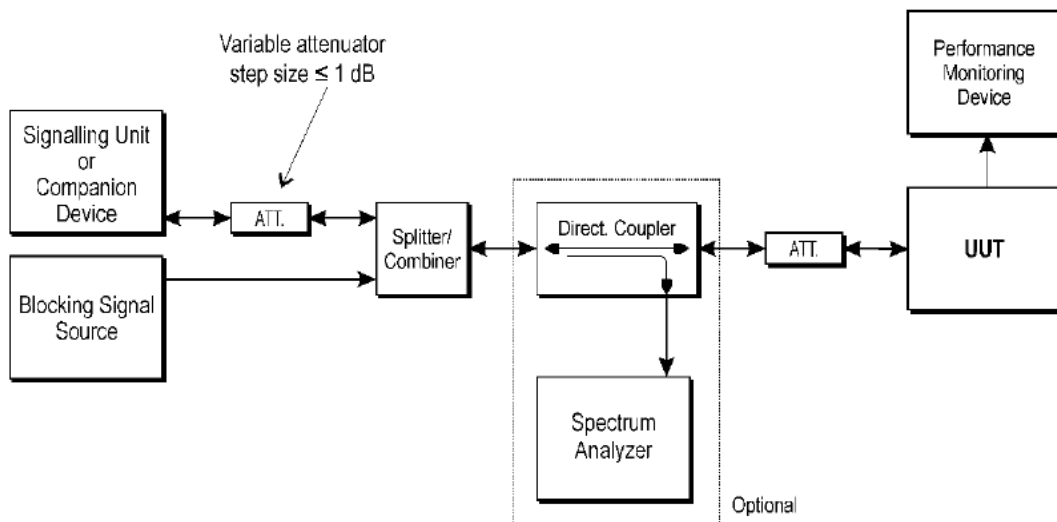 Variable attenuator
step size ≤ 1 dB
Signalling Unit
or
Companion
Device
ATT.
Blocking Signal
Source
Splitter/
Combiner
Direct. Coupler
Spectrum
Analyzer
Optional
ATT.
Performance
Monitoring
Device
UUT